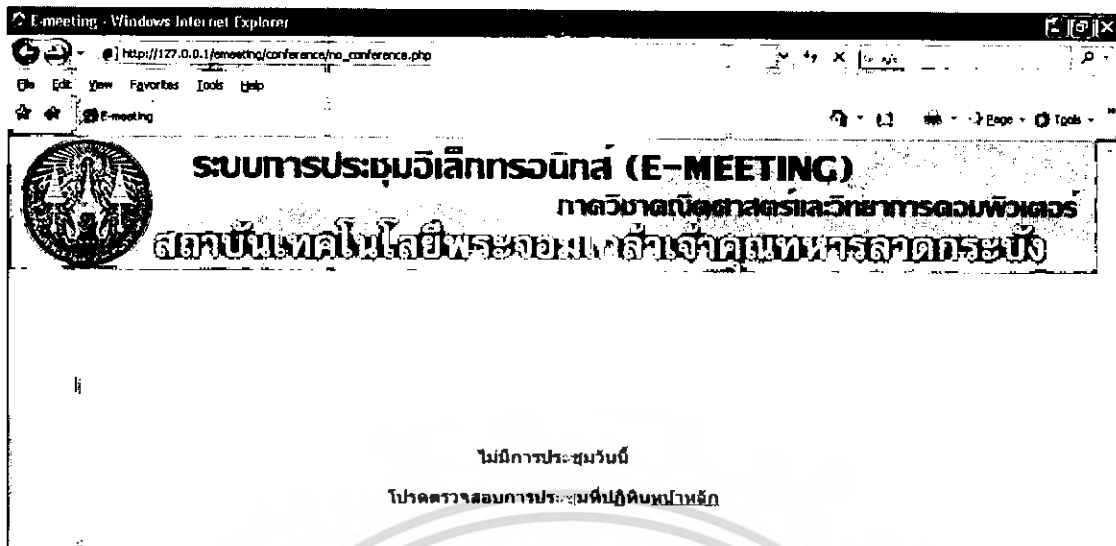 E-meeting - Windows Internet Explorer
http://127.0.0.1/emeeting/conference/no_conference.php
File Edit View Favorites Tools Help
E-meeting
Page Tools
ระบบการประชุมอิเล็กทรอนิกส์ (E-MEETING)
ภาควิชาคณิตศาสตร์และวิทยาการคอมพิวเตอร์
สถาบันเทคโนโลยีพระจอมเกล้าเจ้าคุณทหารลาดกระบัง
ไม่มีการประชุมวันนี้
โปรดตรวจสอบการประชุมที่ปฏิทินหน้าหลัก